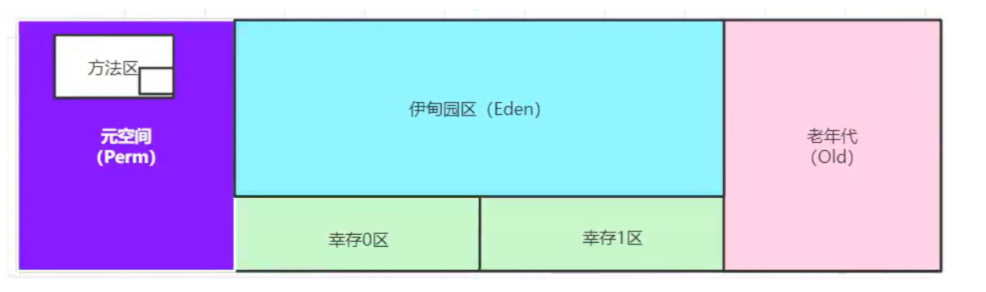 方法区
元空间
(Perm)
伊甸园区 (Eden)
老年代
(Old)
幸存0区
幸存1区